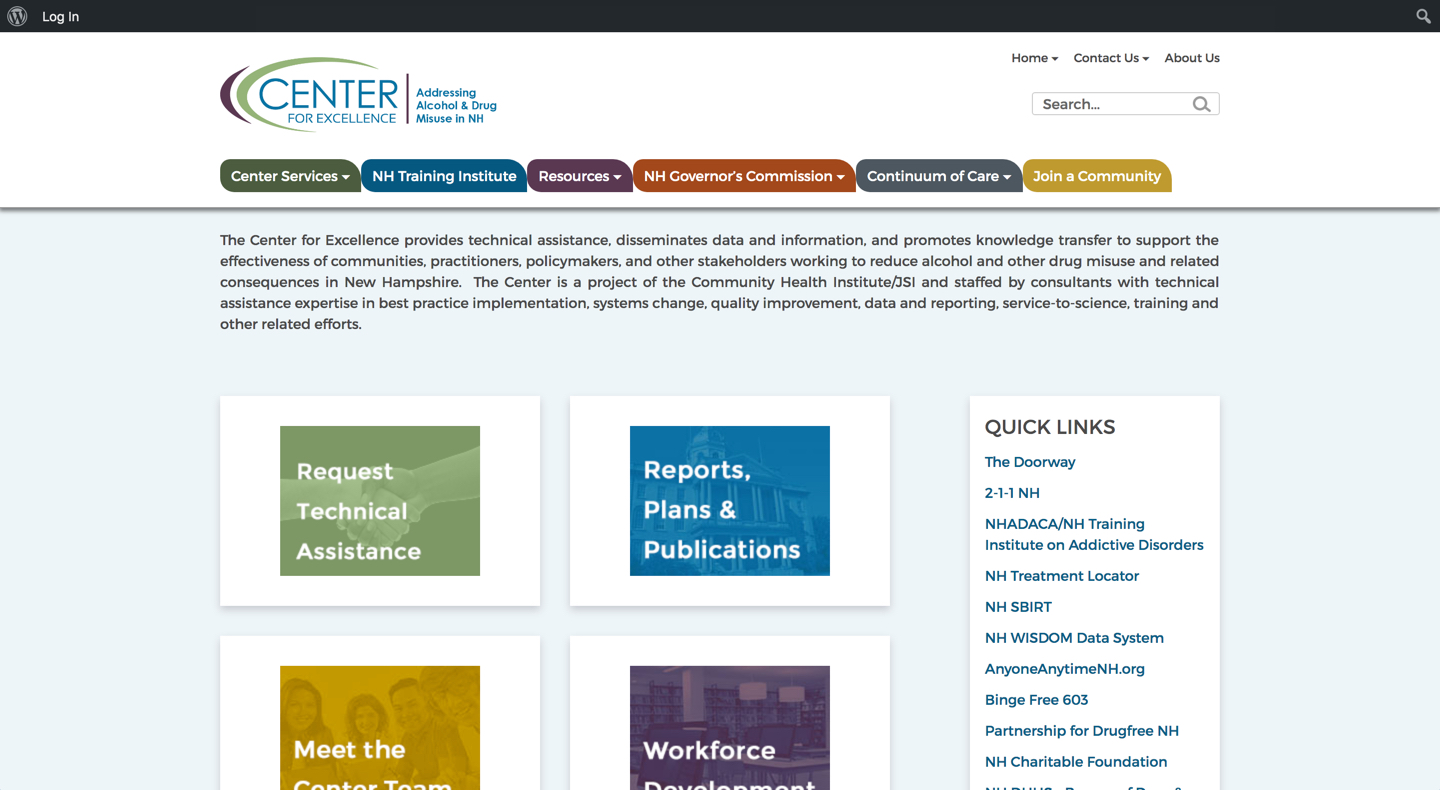 Log In
Home
Contact Us
About Us
CENTER
FOR EXCELLENCE
Addressing
Alcohol & Drug
Misuse in NH
Search...
Center Services
NH Training Institute
Resources
NH Governor's Commission
Continuum of Care
Join a Community
The Center for Excellence provides technical assistance, disseminates data and information, and promotes knowledge transfer to support the
effectiveness of communities, practitioners, policymakers, and other stakeholders working to reduce alcohol and other drug misuse and related
consequences in New Hampshire. The Center is a project of the Community Health Institute/JSI and staffed by consultants with technical
assistance expertise in best practice implementation, systems change, quality improvement, data and reporting, service-to-science, training and
other related efforts.
Request
Technical
Assistance
Reports,
Plans &
Publications
Meet the
Center Team
Workforce
Development
QUICK LINKS
The Doorway
2-1-1 NH
NHADACA/NH Training
Institute on Addictive Disorders
NH Treatment Locator
NH SBIRT
NH WISDOM Data System
AnyoneAnytimeNH.org
Binge Free 603
Partnership for Drugfree NH
NH Charitable Foundation